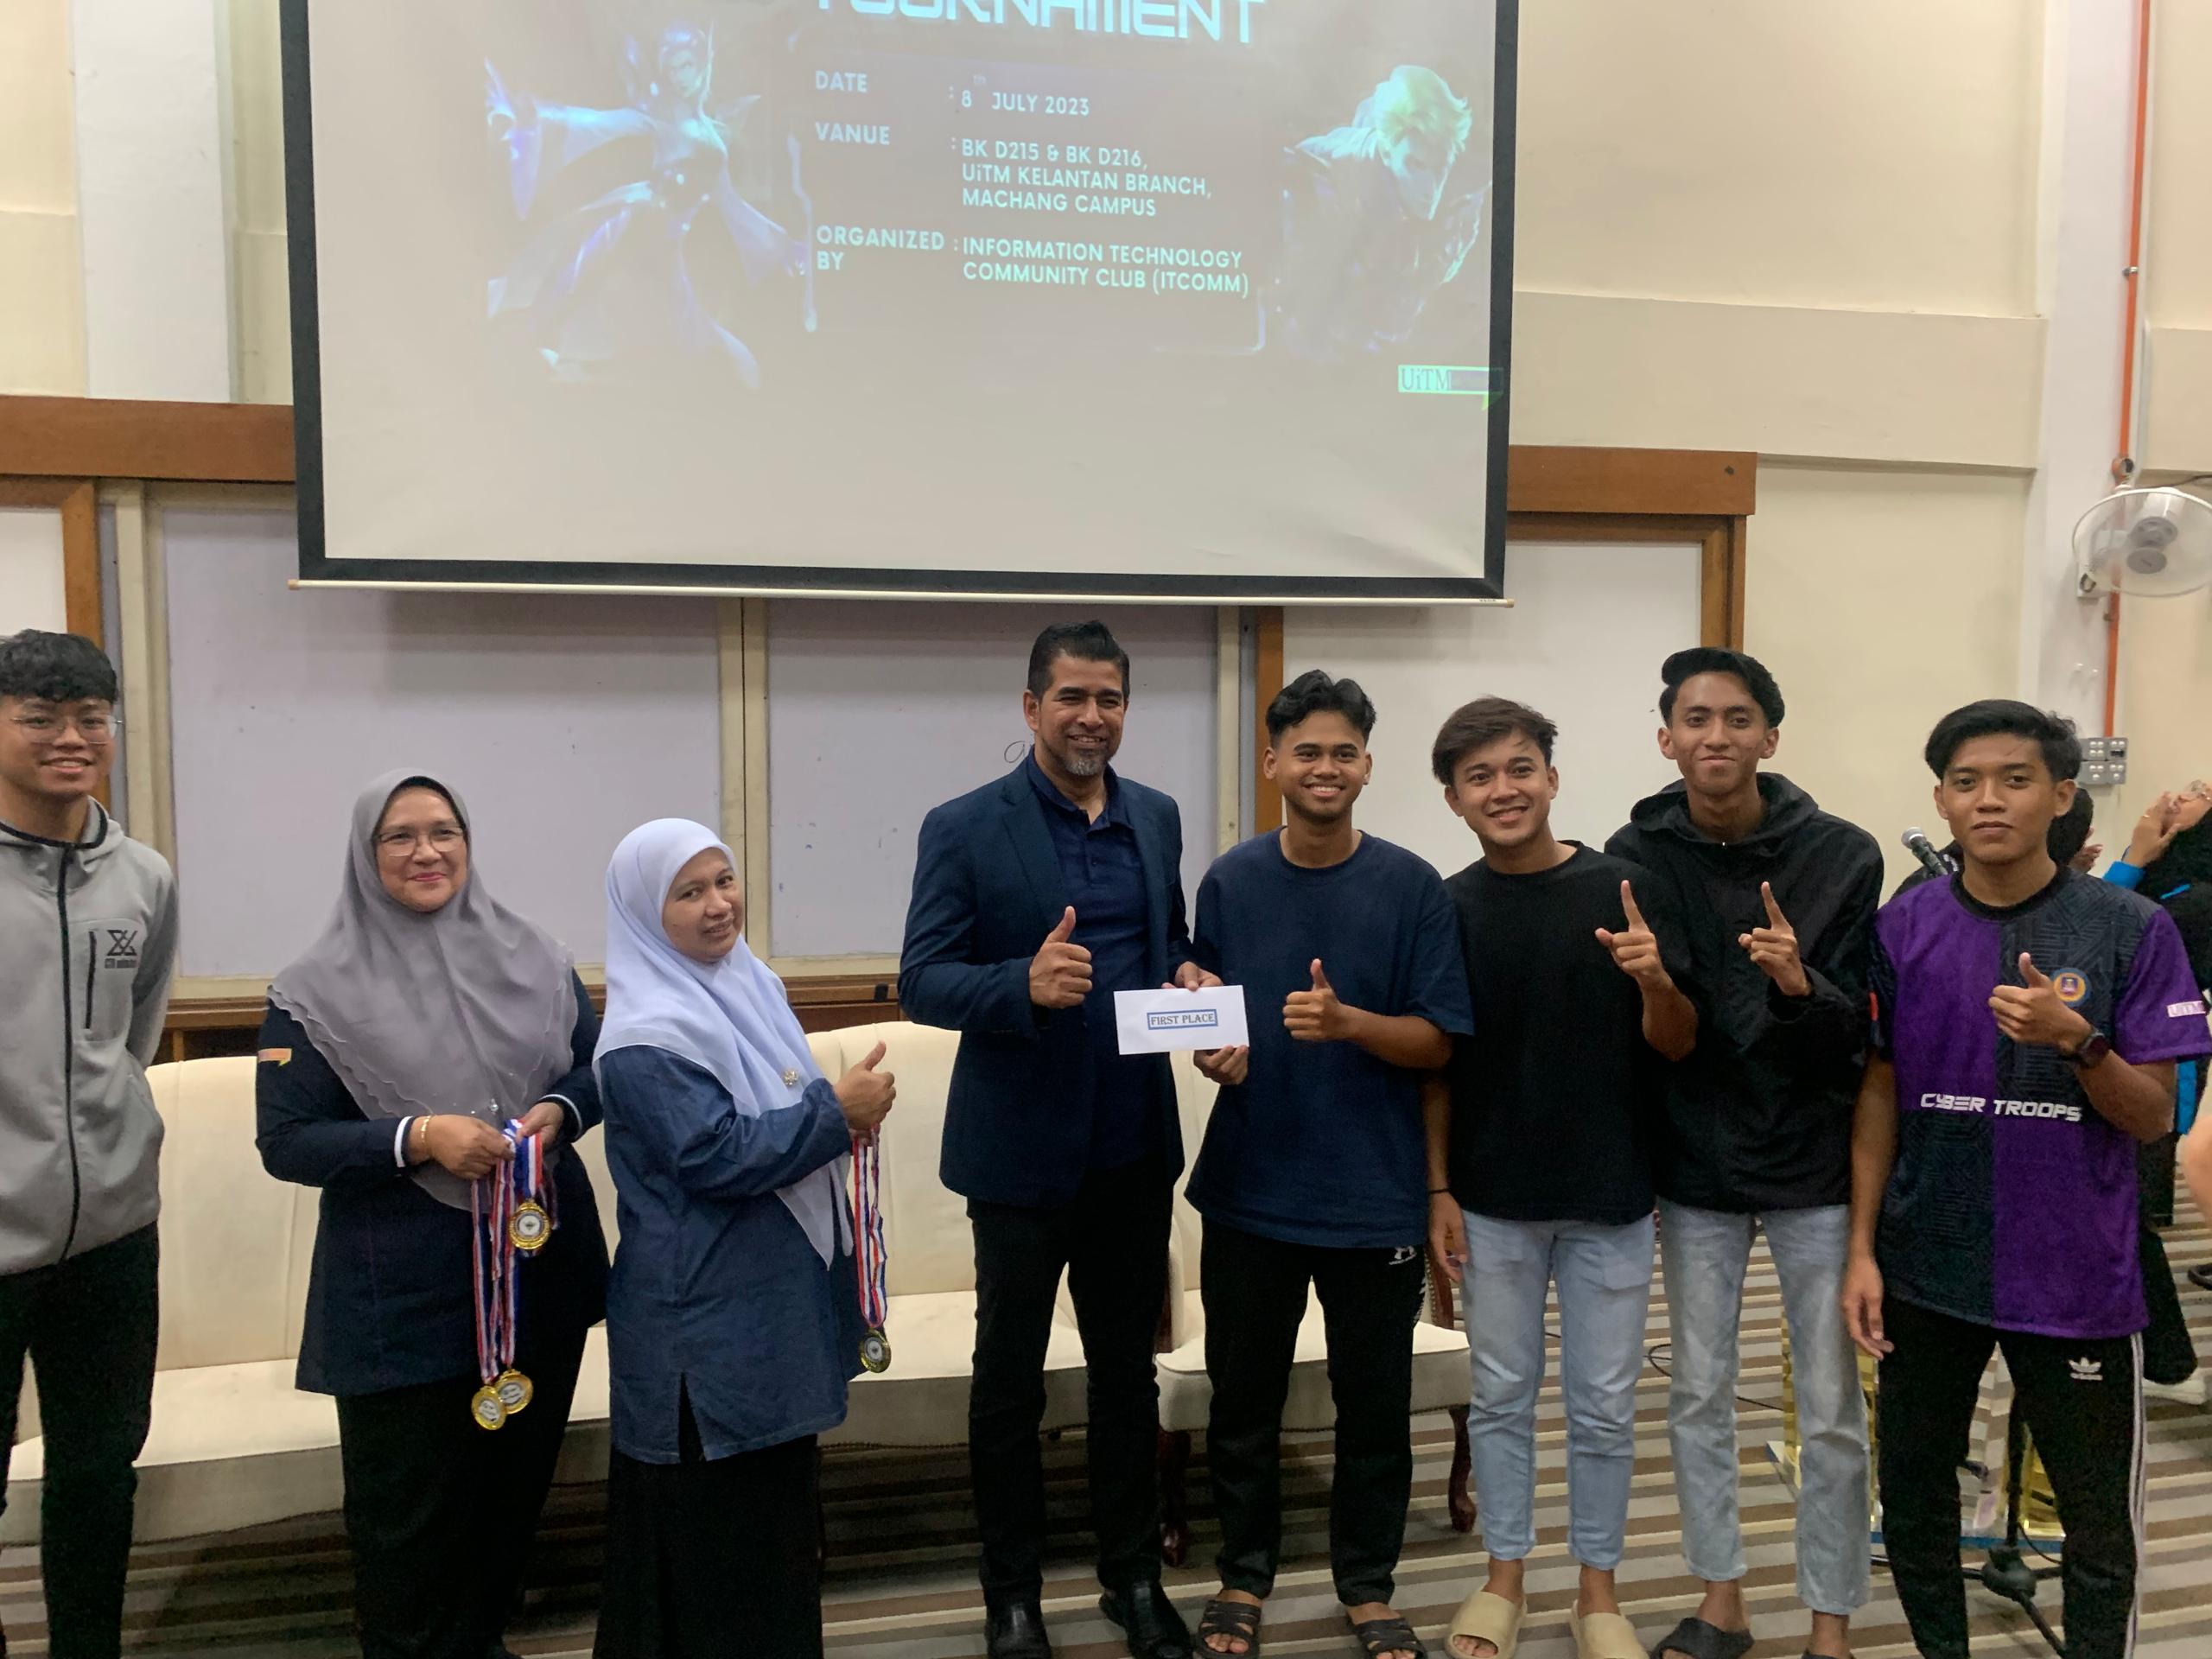 TOURNAMENT
DATE : 8th JULY 2023
VANUE : BK D215 & BK D216,
UiTM KELANTAN BRANCH,
MACHANG CAMPUS
ORGANIZED BY : INFORMATION TECHNOLOGY
COMMUNITY CLUB (ITCOMM)
UiTM
FIRST PLACE
CYBER TROOPS
UiTM
adidas